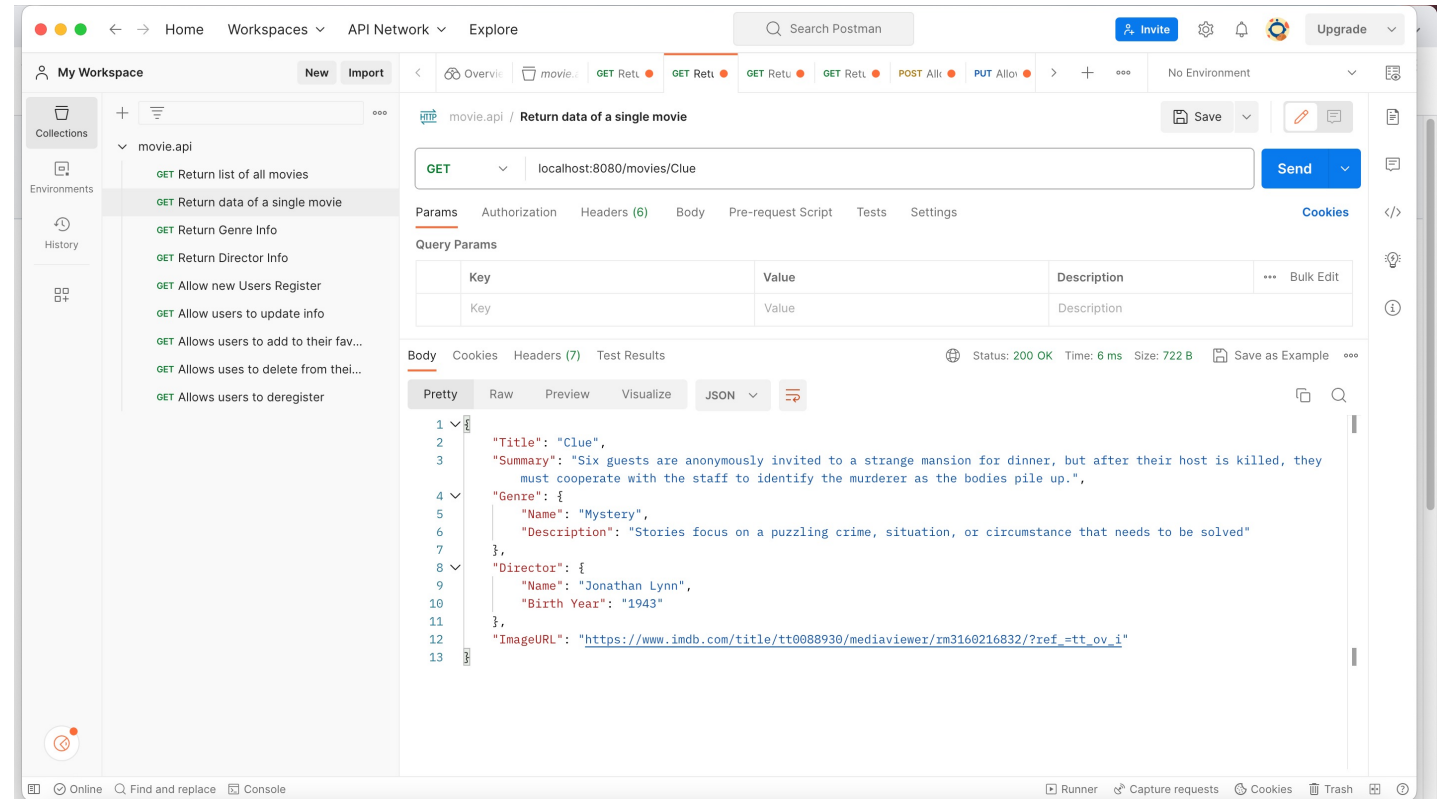 Home Workspaces API Network Explore Search Postman Invite Upgrade
My Workspace New Import
Overvie movie.a GET Retu GET Retu GET Retu GET Retu POST Allo PUT Allov No Environment
Collections
Environments
History
movie.api
GET Return list of all movies
GET Return data of a single movie
GET Return Genre Info
GET Return Director Info
GET Allow new Users Register
GET Allow users to update info
GET Allows users to add to their fav...
GET Allows uses to delete from thei...
GET Allows users to deregister
HTTP movie.api / Return data of a single movie Save
GET localhost:8080/movies/Clue Send
Params Authorization Headers (6) Body Pre-request Script Tests Settings Cookies
Query Params
Key Value Description Bulk Edit
Key Value Description
Body Cookies Headers (7) Test Results Status: 200 OK Time: 6 ms Size: 722 B Save as Example
Pretty Raw Preview Visualize JSON
1 {
2 "Title": "Clue",
3 "Summary": "Six guests are anonymously invited to a strange mansion for dinner, but after their host is killed, they
must cooperate with the staff to identify the murderer as the bodies pile up.",
4 "Genre": {
5 "Name": "Mystery",
6 "Description": "Stories focus on a puzzling crime, situation, or circumstance that needs to be solved"
7 },
8 "Director": {
9 "Name": "Jonathan Lynn",
10 "Birth Year": "1943"
11 },
12 "ImageURL": "https://www.imdb.com/title/tt0088930/mediaviewer/rm3160216832/?ref_=tt_ov_i"
13 }
Online Find and replace Console Runner Capture requests Cookies Trash